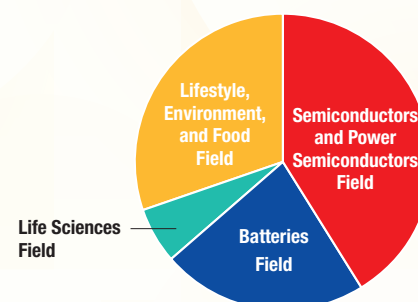 Lifestyle,
Environment,
and Food
Field
Semiconductors
and Power
Semiconductors
Field
Life Sciences
Field
Batteries
Field